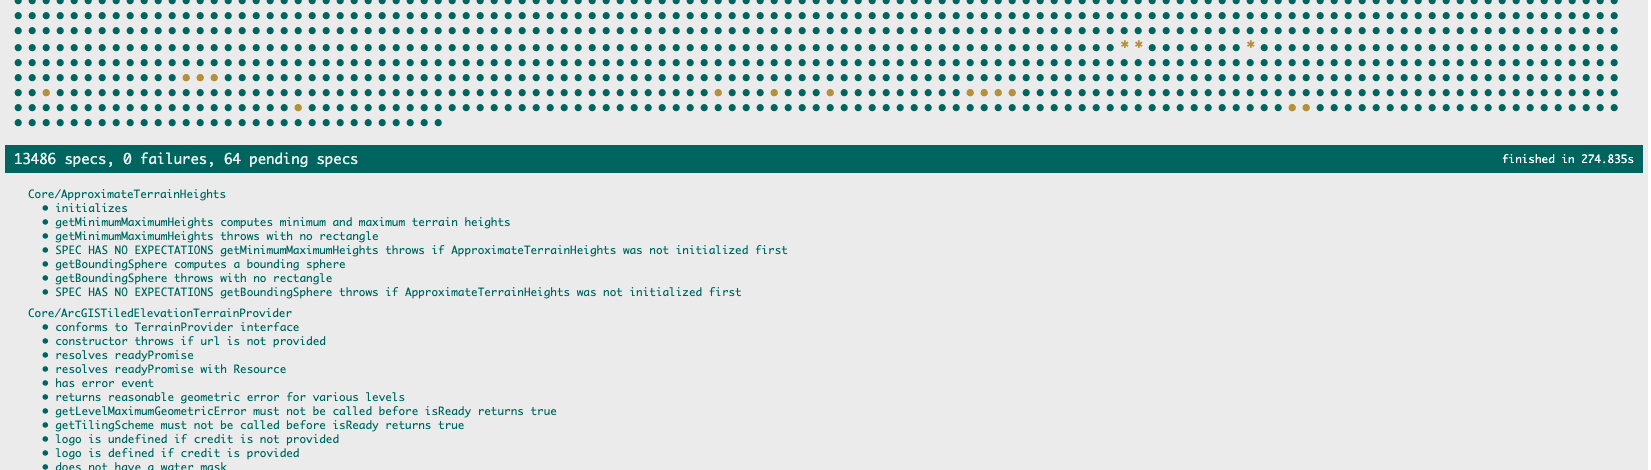 13486 specs, 0 failures, 64 pending specs
finished in 274.835s
Core/ApproximateTerrainHeights
• initializes
• getMinimumMaximumHeights computes minimum and maximum terrain heights
• getMinimumMaximumHeights throws with no rectangle
• SPEC HAS NO EXPECTATIONS getMinimumMaximumHeights throws if ApproximateTerrainHeights was not initialized first
• getBoundingSphere computes a bounding sphere
• getBoundingSphere throws with no rectangle
• SPEC HAS NO EXPECTATIONS getBoundingSphere throws if ApproximateTerrainHeights was not initialized first
Core/ArcGISTiledElevationTerrainProvider
• conforms to TerrainProvider interface
• constructor throws if url is not provided
• resolves readyPromise
• resolves readyPromise with Resource
• has error event
• returns reasonable geometric error for various levels
• getLevelMaximumGeometricError must not be called before isReady returns true
• getTilingScheme must not be called before isReady returns true
• logo is undefined if credit is not provided
• logo is defined if credit is provided
• does not have a water mask